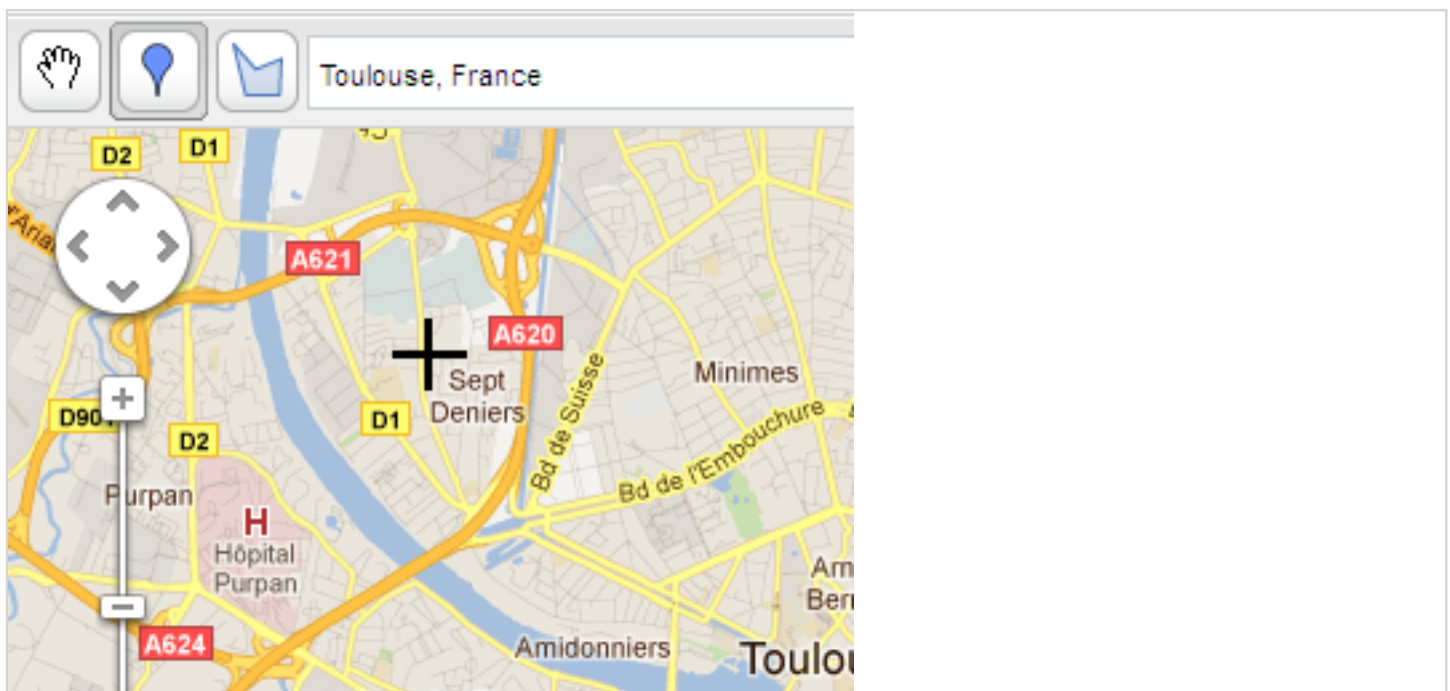 Toulouse, France
D2
D1
A621
A620
Minimes
Sept
Deniers
D1
Bd de Suisse
D2
Bd de l'Embouchure
Purpan
H
Hôpital
Purpan
A624
Amidonniers